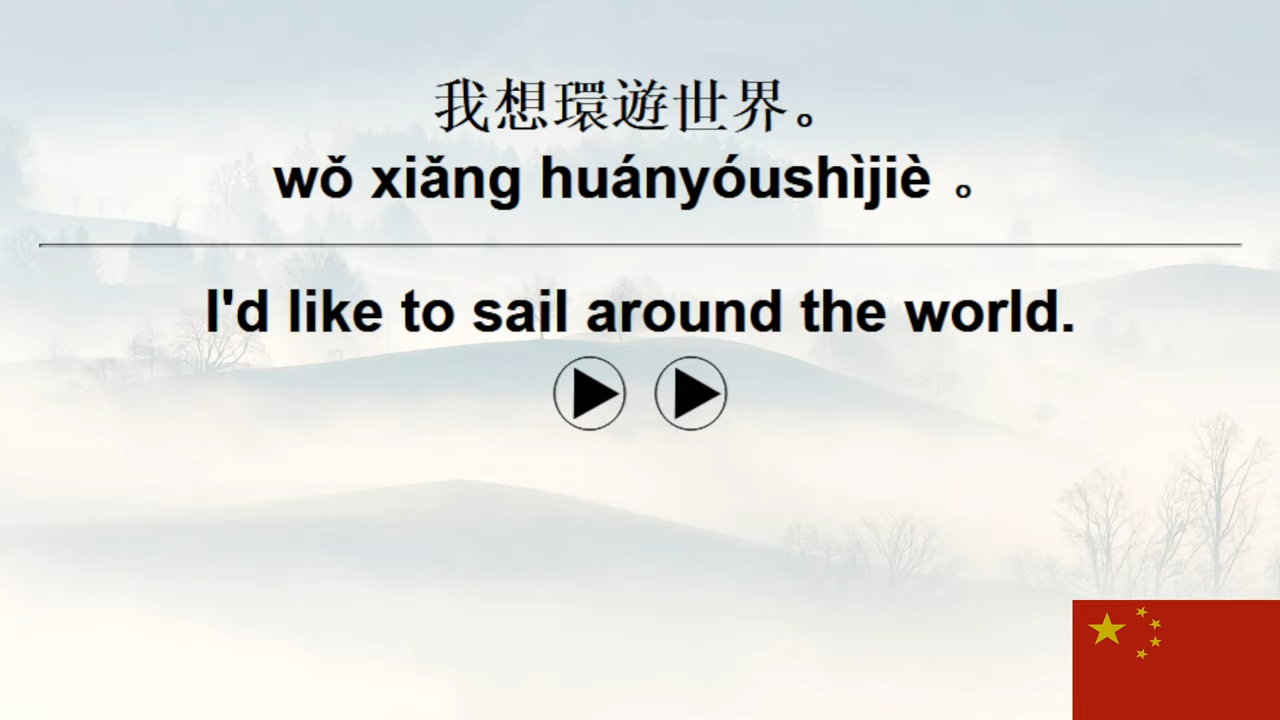 我想環遊世界。
wǒ xiǎng huányóushìjiè 。
I'd like to sail around the world.